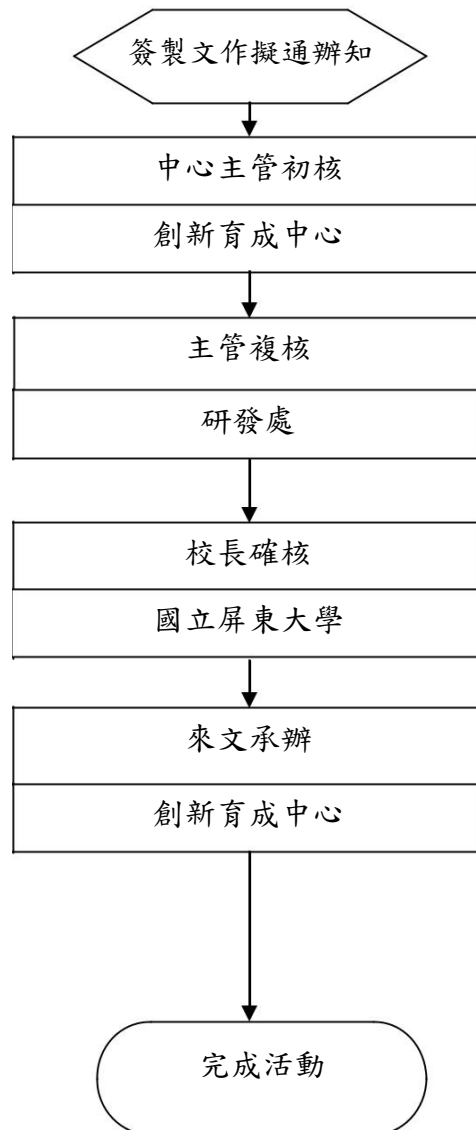 簽製文作擬通辦知
中心主管初核
創新育成中心
主管複核
研發處
校長確核
國立屏東大學
來文承辦
創新育成中心
完成活動